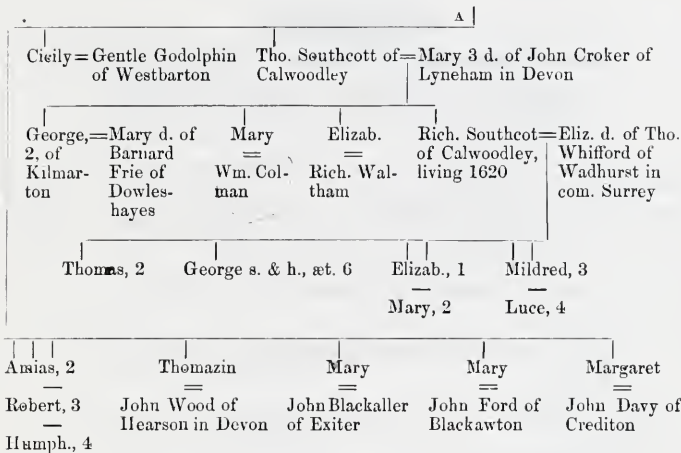 A
Cicily = Gentle Godolphin of Westbarton
Tho. Southcott of Calwoodley = Mary 3 d. of John Croker of Lyneham in Devon
George, 2, of Kilmarton = Mary d. of Barnard Frie of Dowles-hayes
Mary = Wm. Col-man
Elizab. = Rich. Wal-tham
Rich. Southcot of Calwoodley, living 1620 = Eliz. d. of Tho. Whifford of Wadhurst in com. Surrey
Thomas, 2
George s. & h., æt. 6
Elizab., 1
Mary, 2
Mildred, 3
Luce, 4
Amias, 2
Robert, 3
Humph., 4
Thomazin = John Wood of Hearson in Devon
Mary = John Blackaller of Exiter
Mary = John Ford of Blackawton
Margaret = John Davy of Crediton